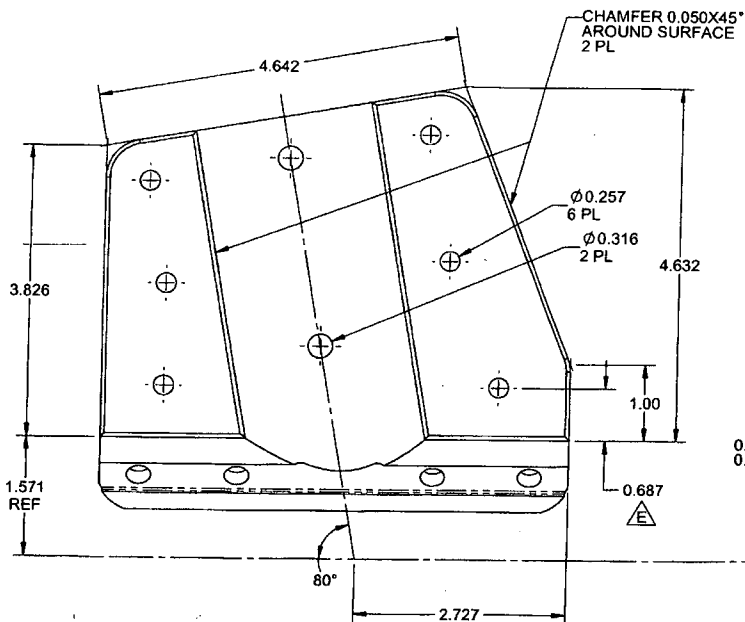 CHAMFER 0.050X45°
AROUND SURFACE
2 PL
4.642
Ø0.257
6 PL
Ø0.316
2 PL
3.826
4.632
1.00
0.687
E
1.571
REF
80°
2.727